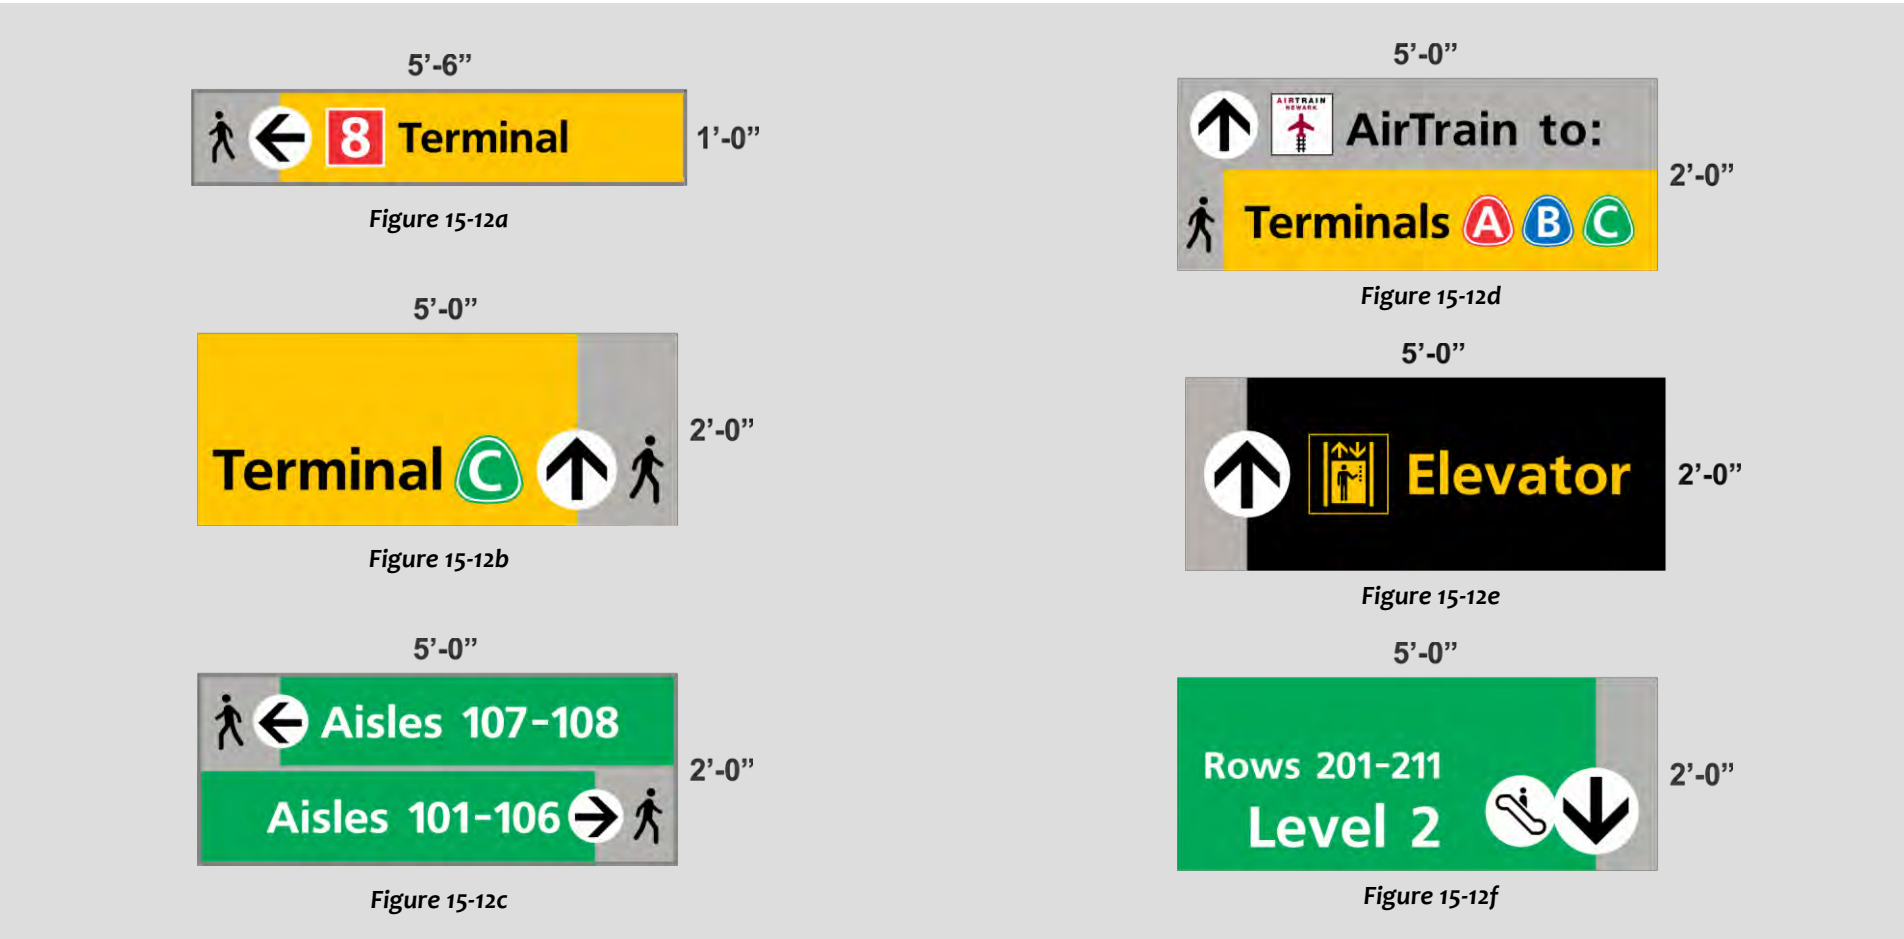 5’-6”
8 Terminal
1’-0”
Figure 15-12a
5’-0”
Terminal C
2’-0”
Figure 15-12b
5’-0”
Aisles 107-108
Aisles 101-106
2’-0”
Figure 15-12c
5’-0”
AIRTRAIN
NEWARK
AirTrain to:
Terminals A B C
2’-0”
Figure 15-12d
5’-0”
Elevator
2’-0”
Figure 15-12e
5’-0”
Rows 201-211
Level 2
2’-0”
Figure 15-12f